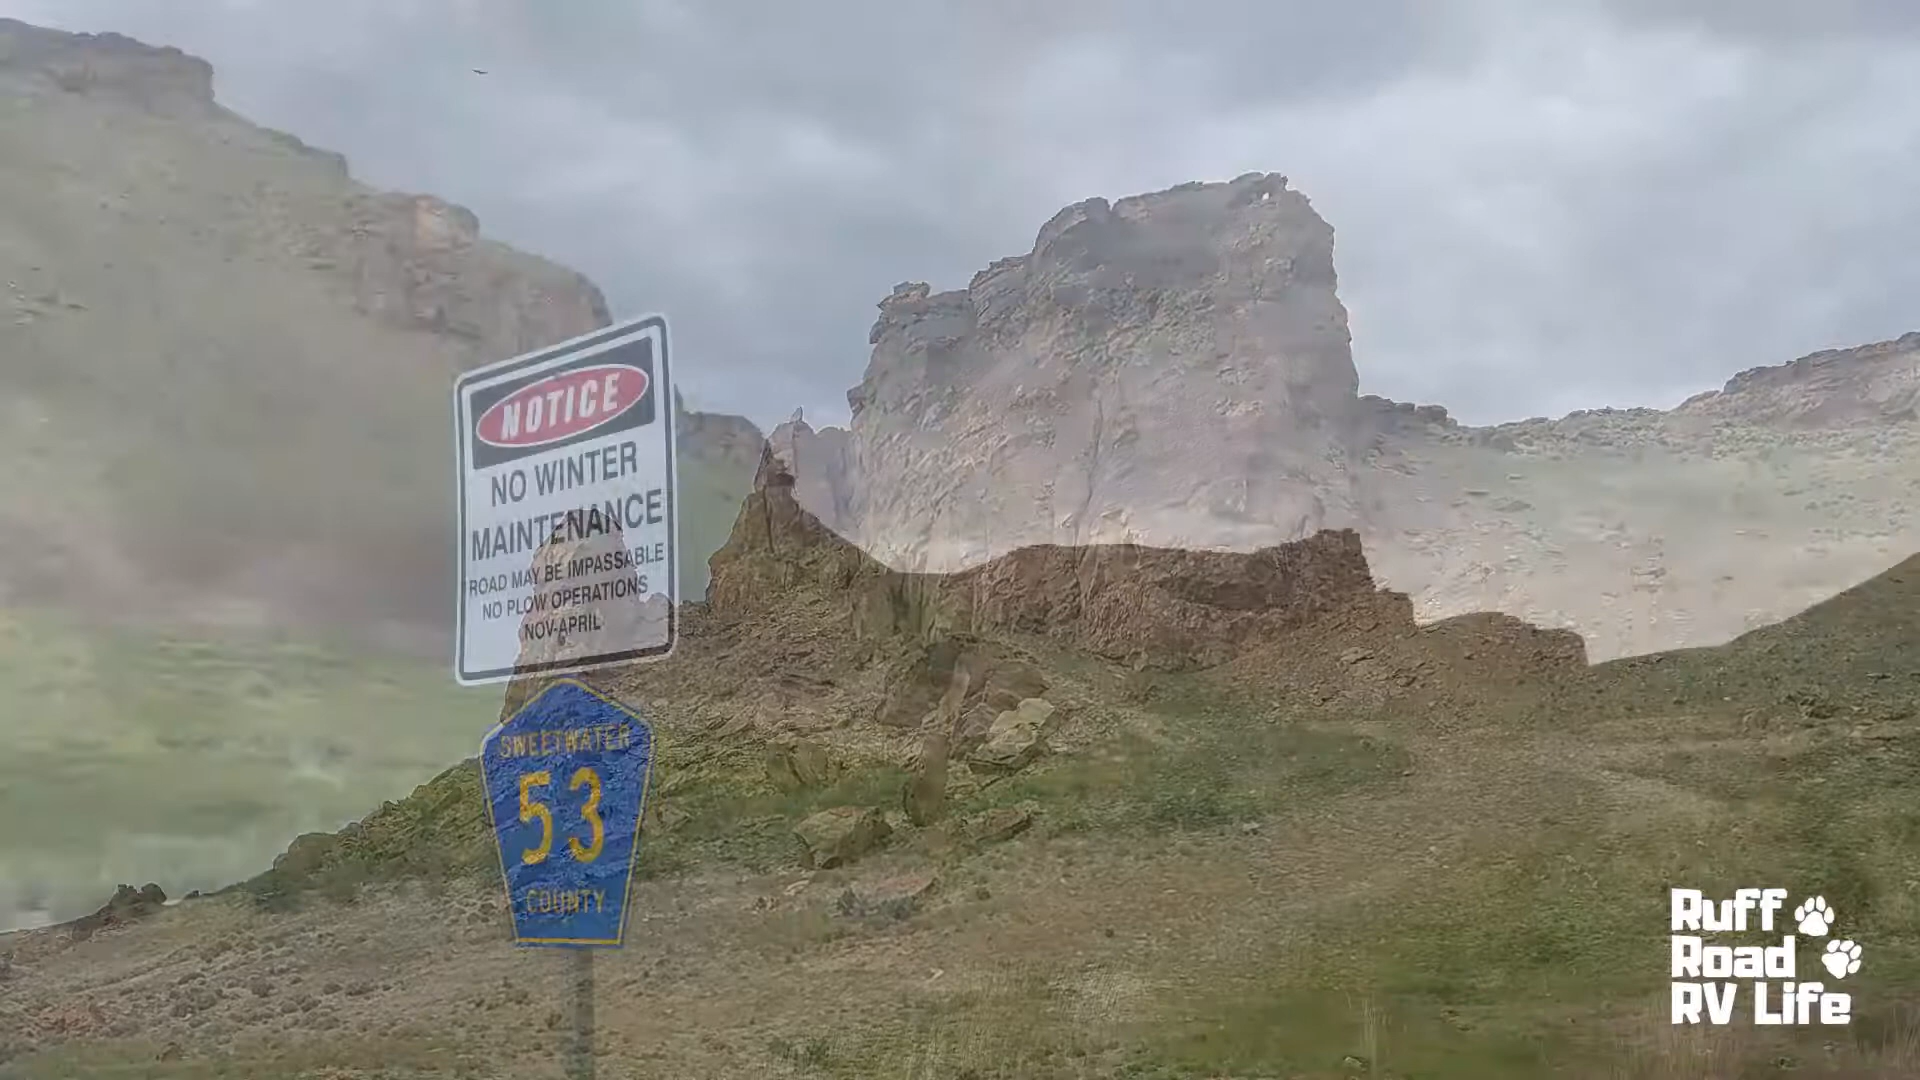 NOTICE
NO WINTER
MAINTENANCE
ROAD MAY BE IMPASSABLE
NO PLOW OPERATIONS
NOV-APRIL
SWEETWATER
53
COUNTY
Ruff
Road
RV Life